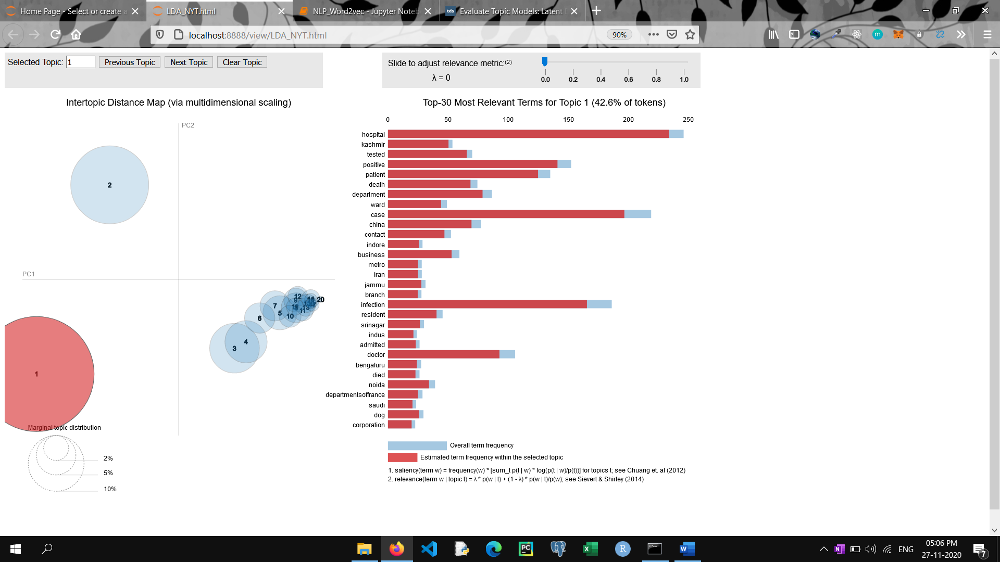 Home Page - Select or create a
LDA_NYT.html
NLP_Word2vec - Jupyter Noteb
tds
Evaluate Topic Models: Latent
localhost:8888/view/LDA_NYT.html
90%
m
Selected Topic: 1
Previous Topic
Next Topic
Clear Topic
Slide to adjust relevance metric:(2)
λ = 0
0.0 0.2 0.4 0.6 0.8 1.0
Intertopic Distance Map (via multidimensional scaling)
PC2
PC1
2
1
3
4
6
7
5
10
12
9
11
20
Marginal topic distribution
2%
5%
10%
Top-30 Most Relevant Terms for Topic 1 (42.6% of tokens)
0 50 100 150 200 250
hospital
kashmir
tested
positive
patient
death
department
ward
case
china
contact
indore
business
metro
iran
jammu
branch
infection
resident
srinagar
indus
admitted
doctor
bengaluru
died
noida
departmentsoffrance
saudi
dog
corporation
Overall term frequency
Estimated term frequency within the selected topic
1. saliency(term w) = frequency(w) * [sum_t p(t | w) * log(p(t | w)/p(t))] for topics t; see Chuang et. al (2012)
2. relevance(term w | topic t) = λ * p(w | t) + (1 - λ) * p(w | t)/p(w); see Sievert & Shirley (2014)
PC
X
R
W
N
ENG
05:06 PM
27-11-2020
7